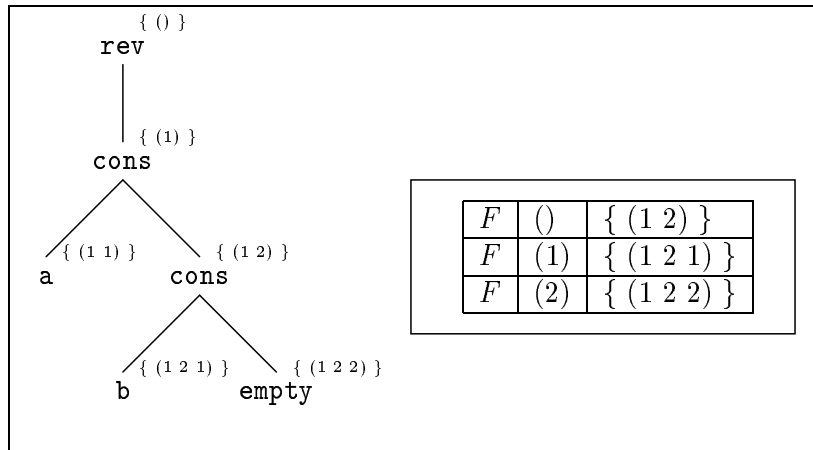 { () }
rev
{ (1) }
cons
a { (1 1) }
cons { (1 2) }
b { (1 2 1) }
empty { (1 2 2) }
F () { (1 2) }
F (1) { (1 2 1) }
F (2) { (1 2 2) }